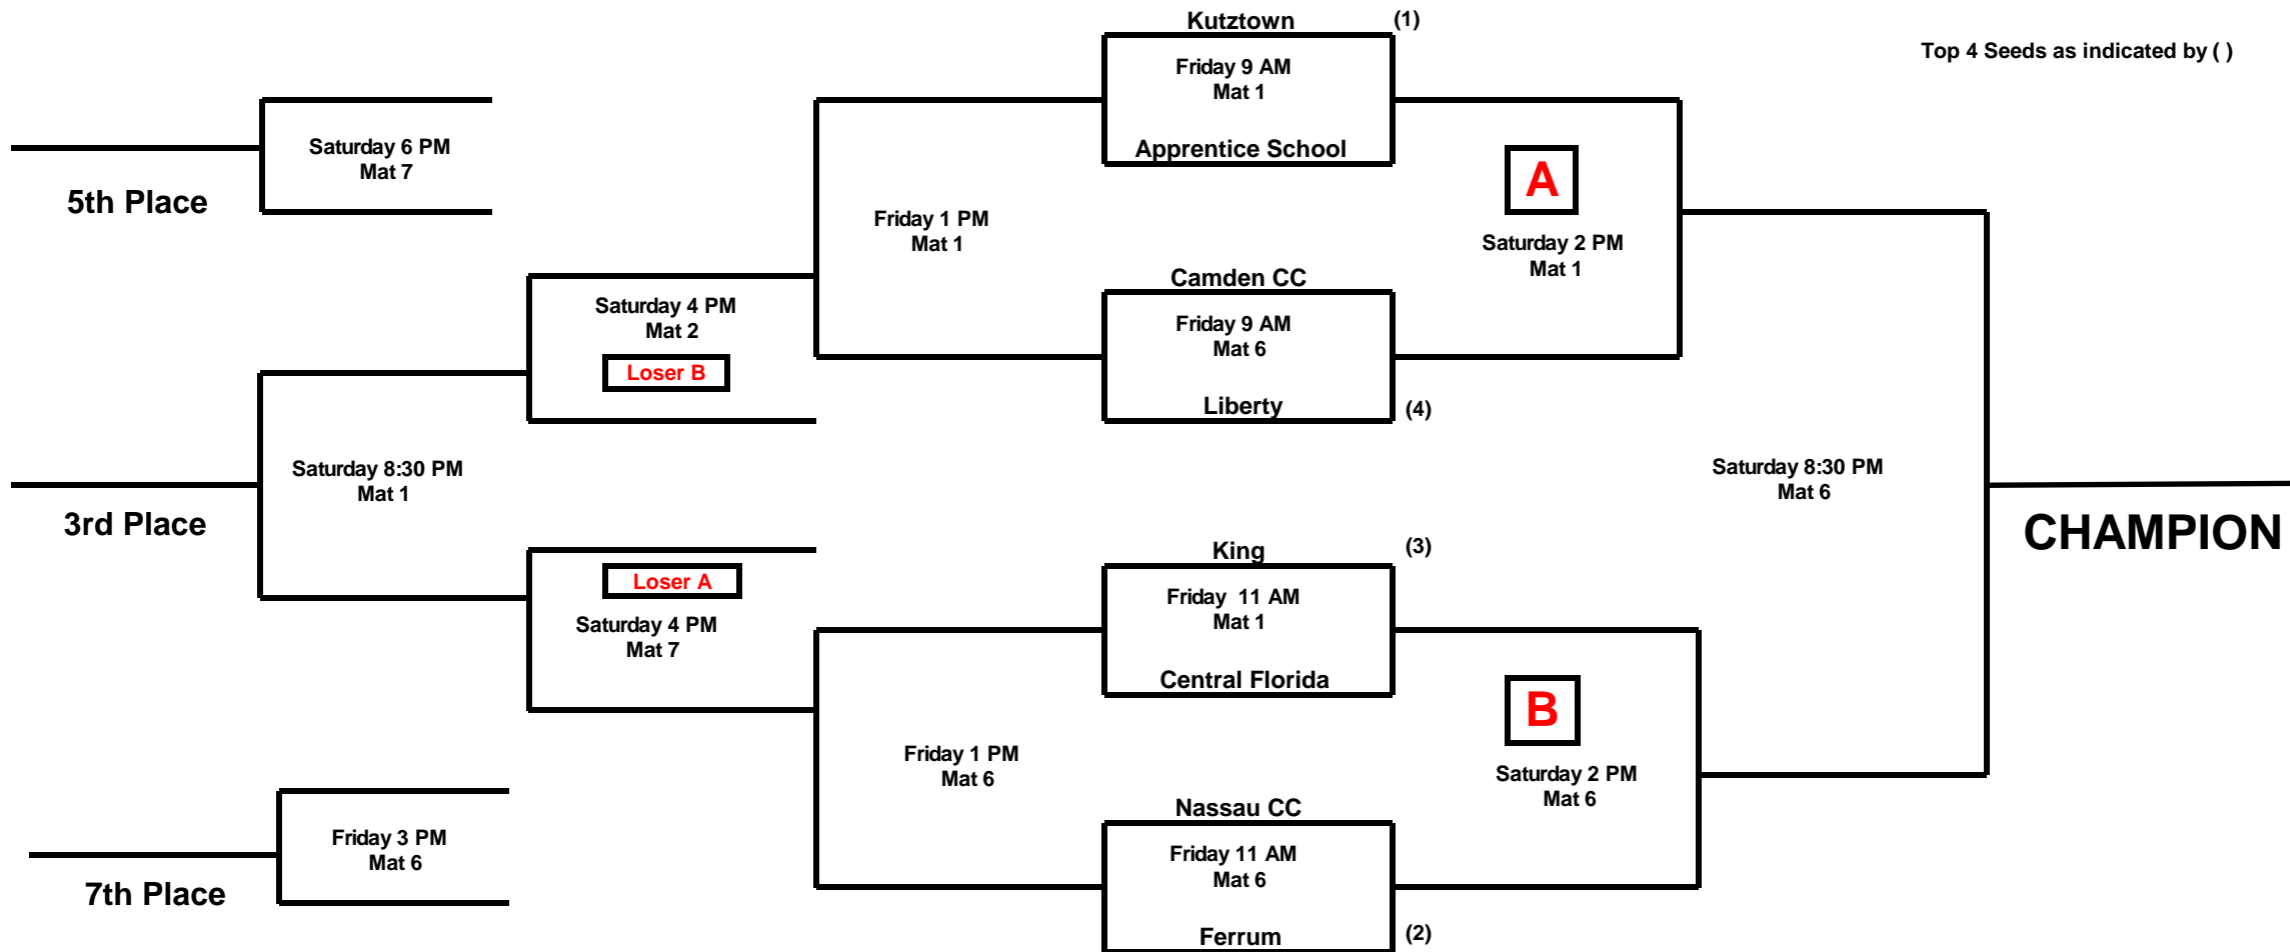 Kutztown
(1)
Top 4 Seeds as indicated by ( )
Friday 9 AM
Mat 1
Apprentice School
Saturday 6 PM
Mat 7
5th Place
A
Friday 1 PM
Mat 1
Saturday 2 PM
Mat 1
Camden CC
Saturday 4 PM
Mat 2
Loser B
Friday 9 AM
Mat 6
Liberty
(4)
Saturday 8:30 PM
Mat 1
3rd Place
Saturday 8:30 PM
Mat 6
CHAMPION
King
(3)
Loser A
Saturday 4 PM
Mat 7
Friday 11 AM
Mat 1
Central Florida
B
Friday 1 PM
Mat 6
Saturday 2 PM
Mat 6
Nassau CC
Friday 3 PM
Mat 6
7th Place
Friday 11 AM
Mat 6
Ferrum
(2)